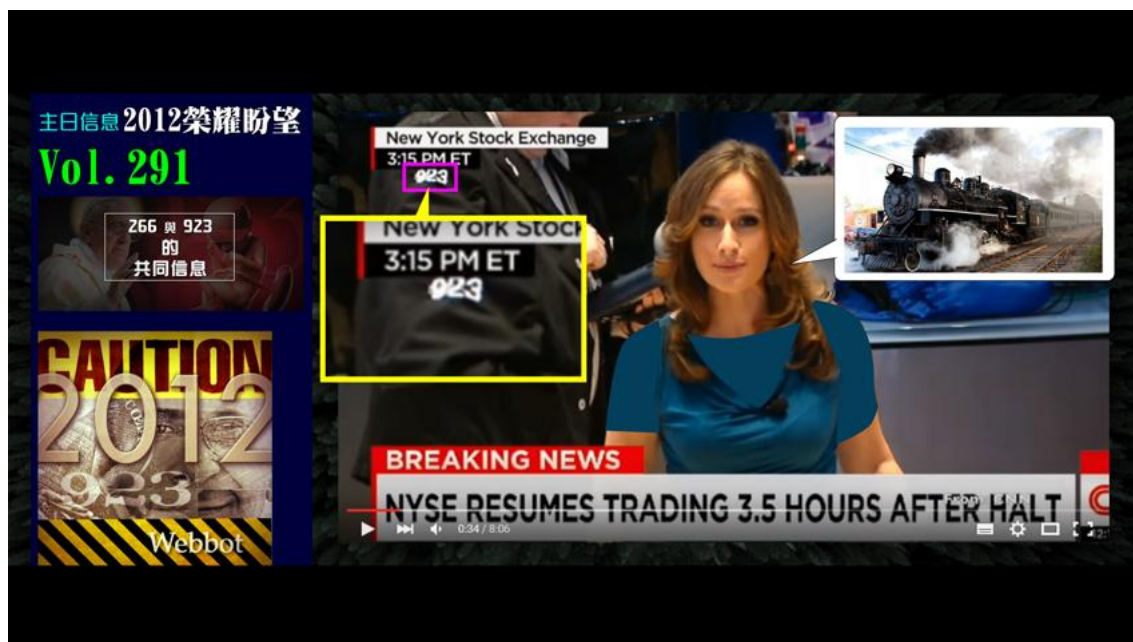 主日信息 2012榮耀盼望
Vol. 291
266 與 923
的
共同信息
CAUTION
2012
923
Webbot
New York Stock Exchange
3:15 PM ET
923
New York Stock
3:15 PM ET
923
BREAKING NEWS
NYSE RESUMES TRADING 3.5 HOURS AFTER HALT
From: CNN
0:34 / 8:06